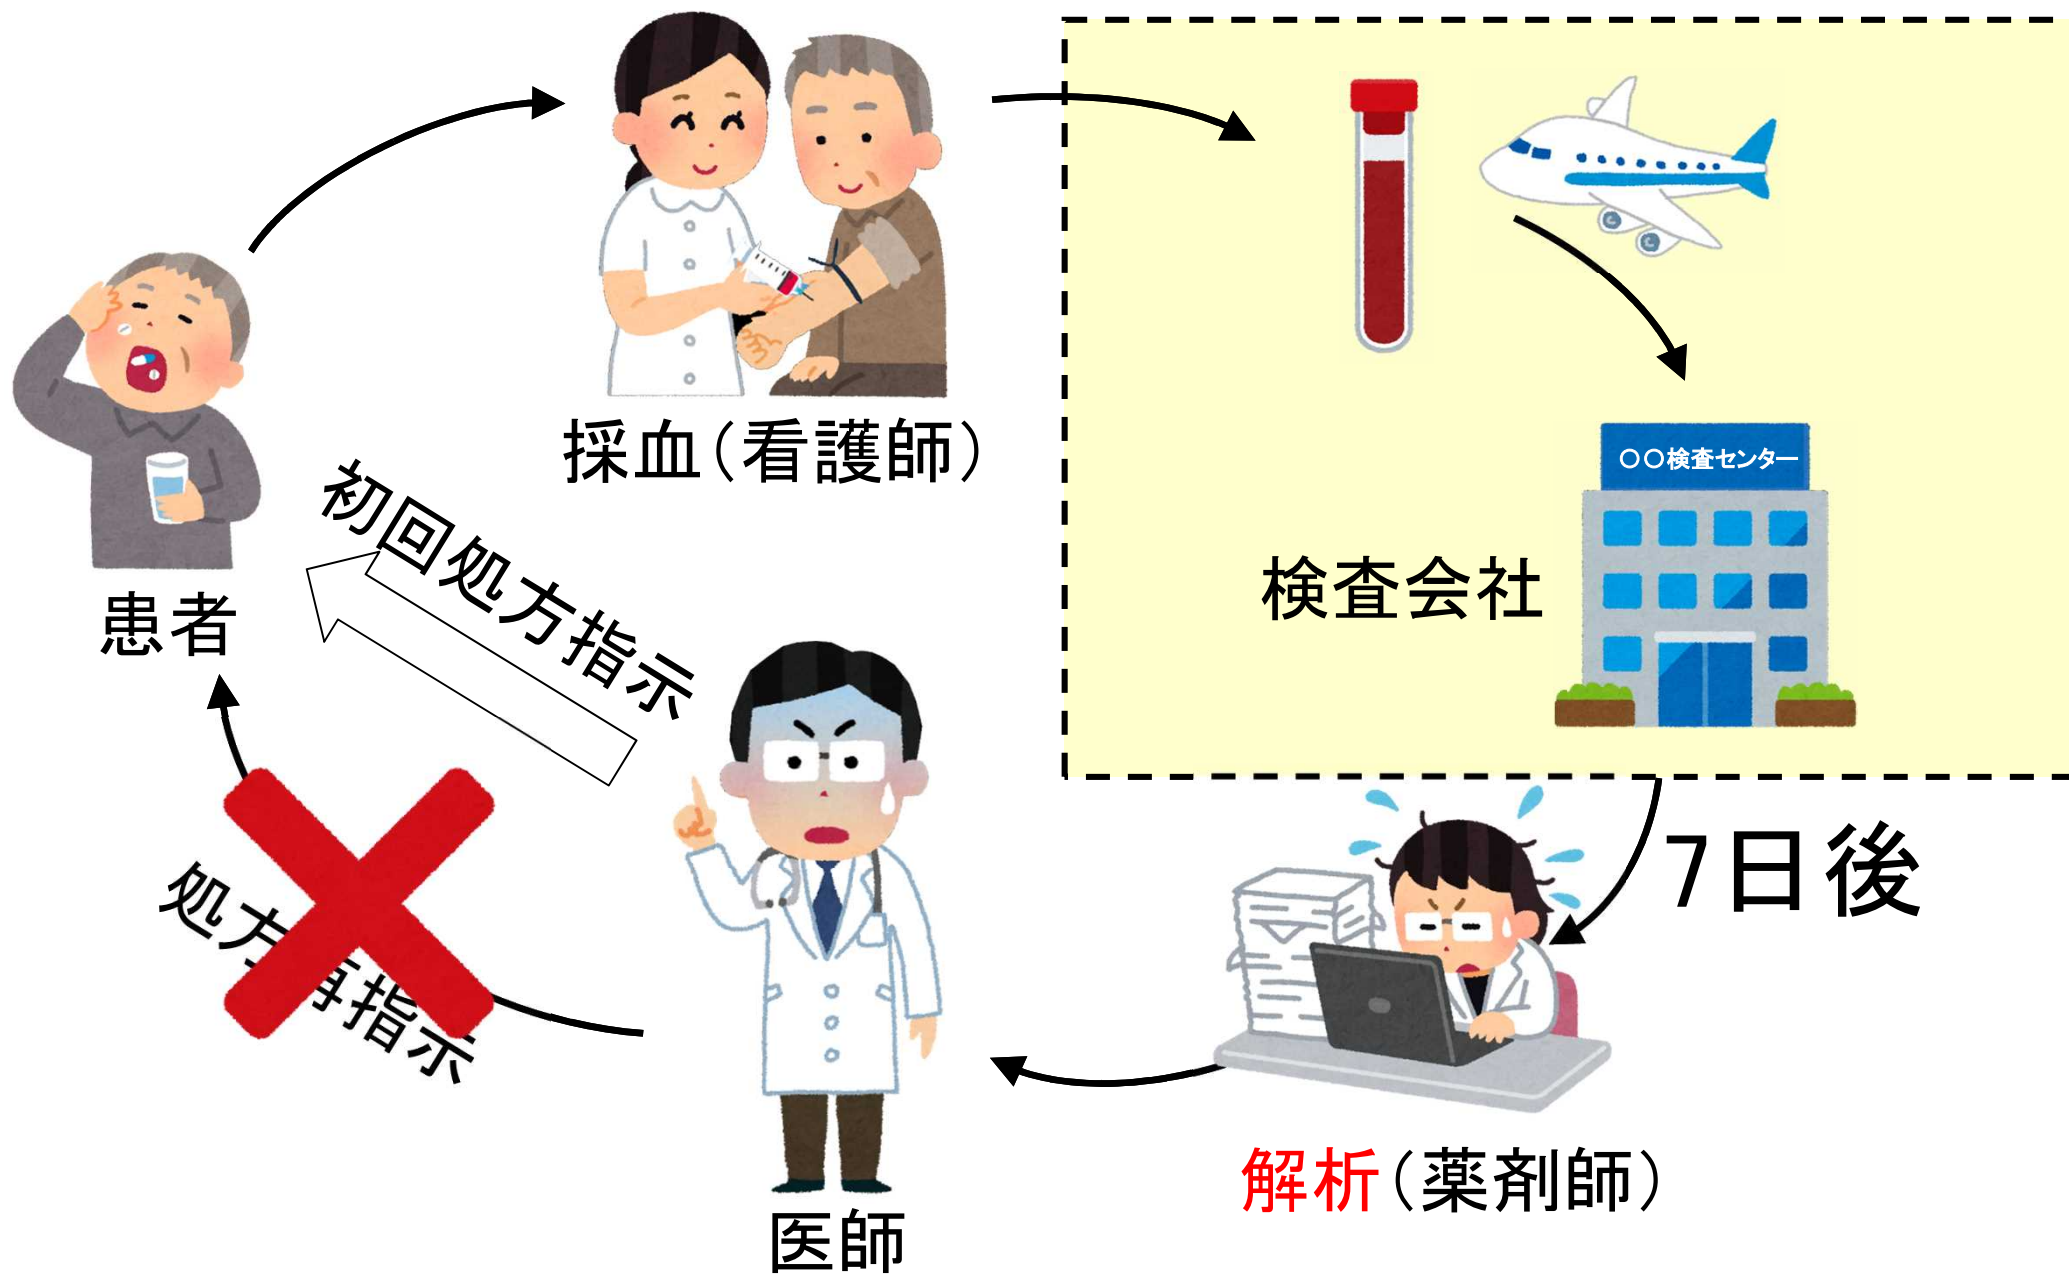 採血(看護師)
〇〇検査センター
検査会社
初回処方指示
患者
7日後
処方再指示
解析(薬剤師)
医師